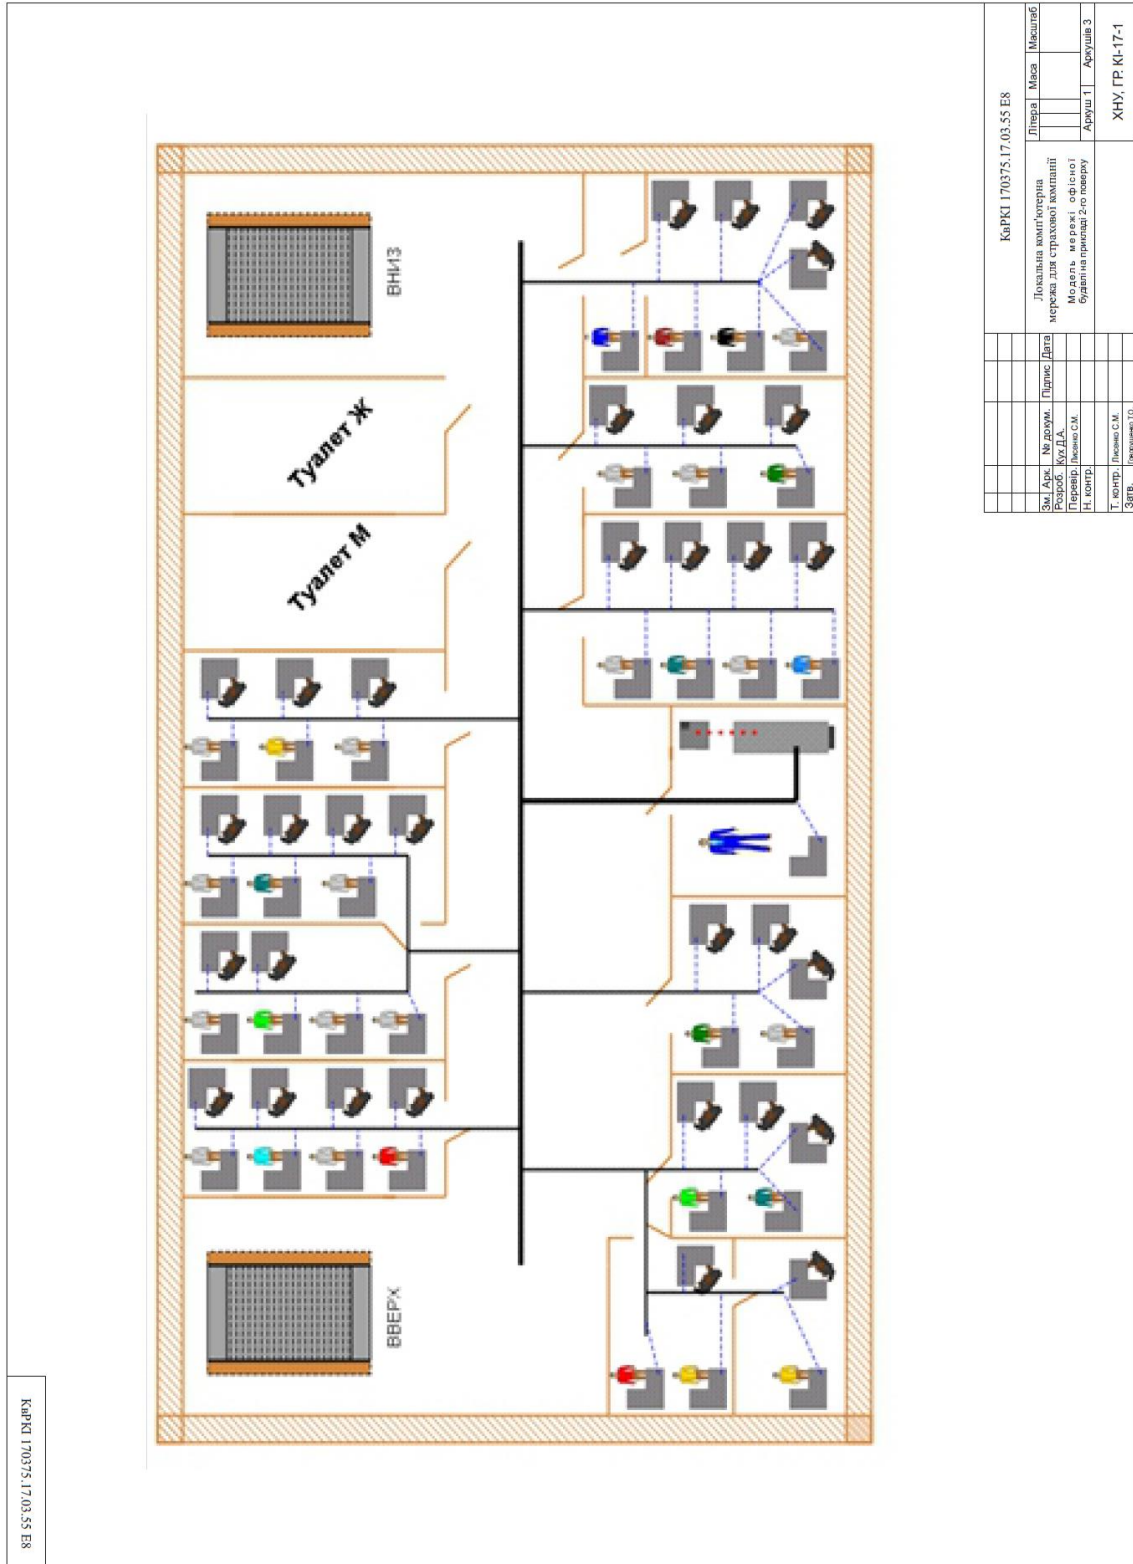 КвРКІ 170375.17.03.55 Е8
ВВЕРХ
ВНИЗ
Туалет М
Туалет Ж
КвРКІ 170375.17.03.55 Е8
Зм. Арк. № докум. Підпис Дата
Розроб. Кух Д.А.
Перевір. Лисенко С.М.
Н. контр.
Т. контр. Лисенко С.М.
Затв.
Локальна комп'ютерна
мережа для страхової компанії
Модель мережі офісної
будівлі на прикладі 2-го поверху
Літера Маса Масштаб
Аркуш 1 Аркушів 3
ХНУ, ГР. КІ-17-1